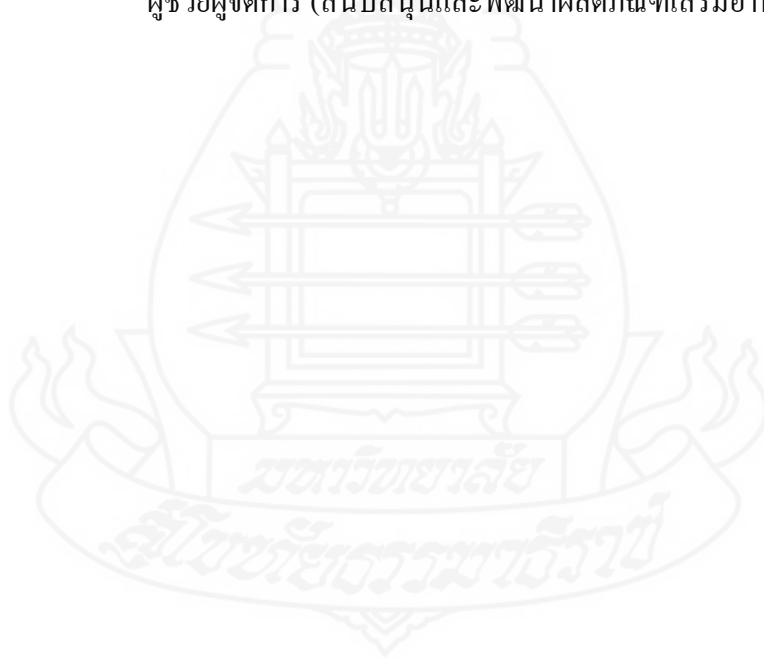 ผู้ช่วยผู้จัดการ (สนับสนุนและพัฒนาผลิตภัณฑ์เสริมอา
มหาวิทยาลัย
สุโขทัยธรรมาธิราช